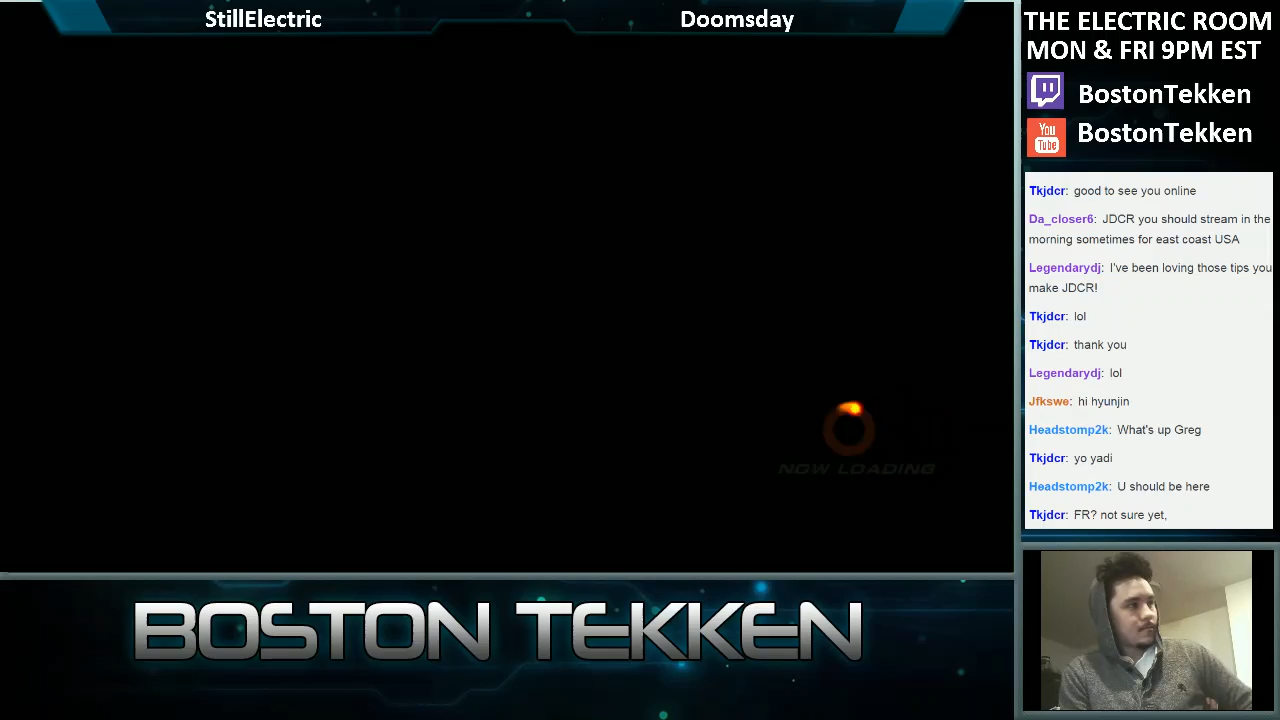 StillElectric
Doomsday
THE ELECTRIC ROOM
MON & FRI 9PM EST
BostonTekken
You
Tube
BostonTekken
Tkjdcr: good to see you online
Da_closer6: JDCR you should stream in the
morning sometimes for east coast USA
Legendarydj: I've been loving those tips you
make JDCR!
Tkjdcr: lol
Tkjdcr: thank you
Legendarydj: lol
Jfkswe: hi hyunjin
Headstomp2k: What's up Greg
Tkjdcr: yo yadi
Headstomp2k: U should be here
Tkjdcr: FR? not sure yet,
NOW LOADING
BOSTON TEKKEN